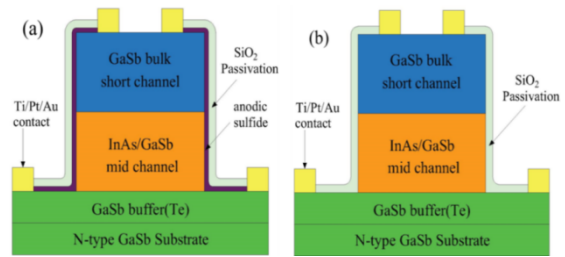 (a)
GaSb bulk
short channel
SiO2
Passivation
Ti/Pt/Au
contact
anodic
sulfide
InAs/GaSb
mid channel
GaSb buffer(Te)
N-type GaSb Substrate
(b)
GaSb bulk
short channel
SiO2
Passivation
Ti/Pt/Au
contact
InAs/GaSb
mid channel
GaSb buffer(Te)
N-type GaSb Substrate